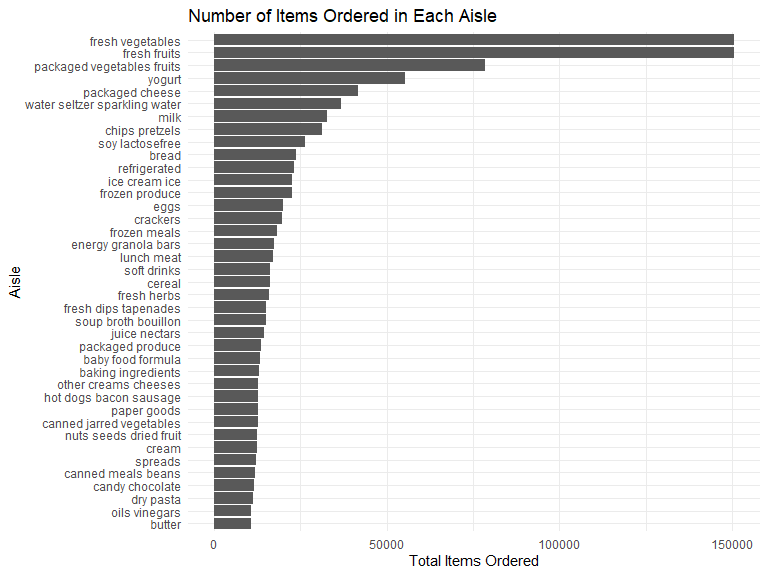 Number of Items Ordered in Each Aisle
fresh vegetables
fresh fruits
packaged vegetables fruits
yogurt
packaged cheese
water seltzer sparkling water
milk
chips pretzels
soy lactosefree
bread
refrigerated
ice cream ice
frozen produce
eggs
crackers
frozen meals
energy granola bars
lunch meat
soft drinks
cereal
fresh herbs
fresh dips tapenades
soup broth bouillon
juice nectars
packaged produce
baby food formula
baking ingredients
other creams cheeses
hot dogs bacon sausage
paper goods
canned jarred vegetables
nuts seeds dried fruit
cream
spreads
canned meals beans
candy chocolate
dry pasta
oils vinegars
butter
Aisle
0 50000 100000 150000
Total Items Ordered